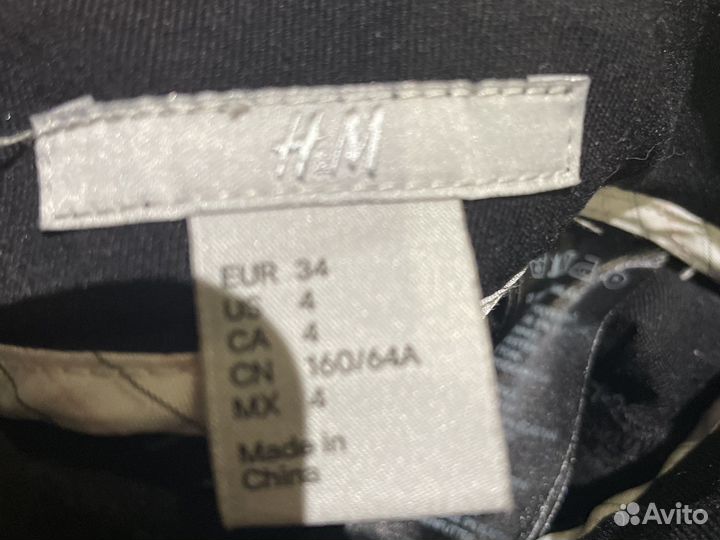 H&M
EUR 34
US 4
CA 4
CN 160/64A
MX 4
Made in
China
Avito